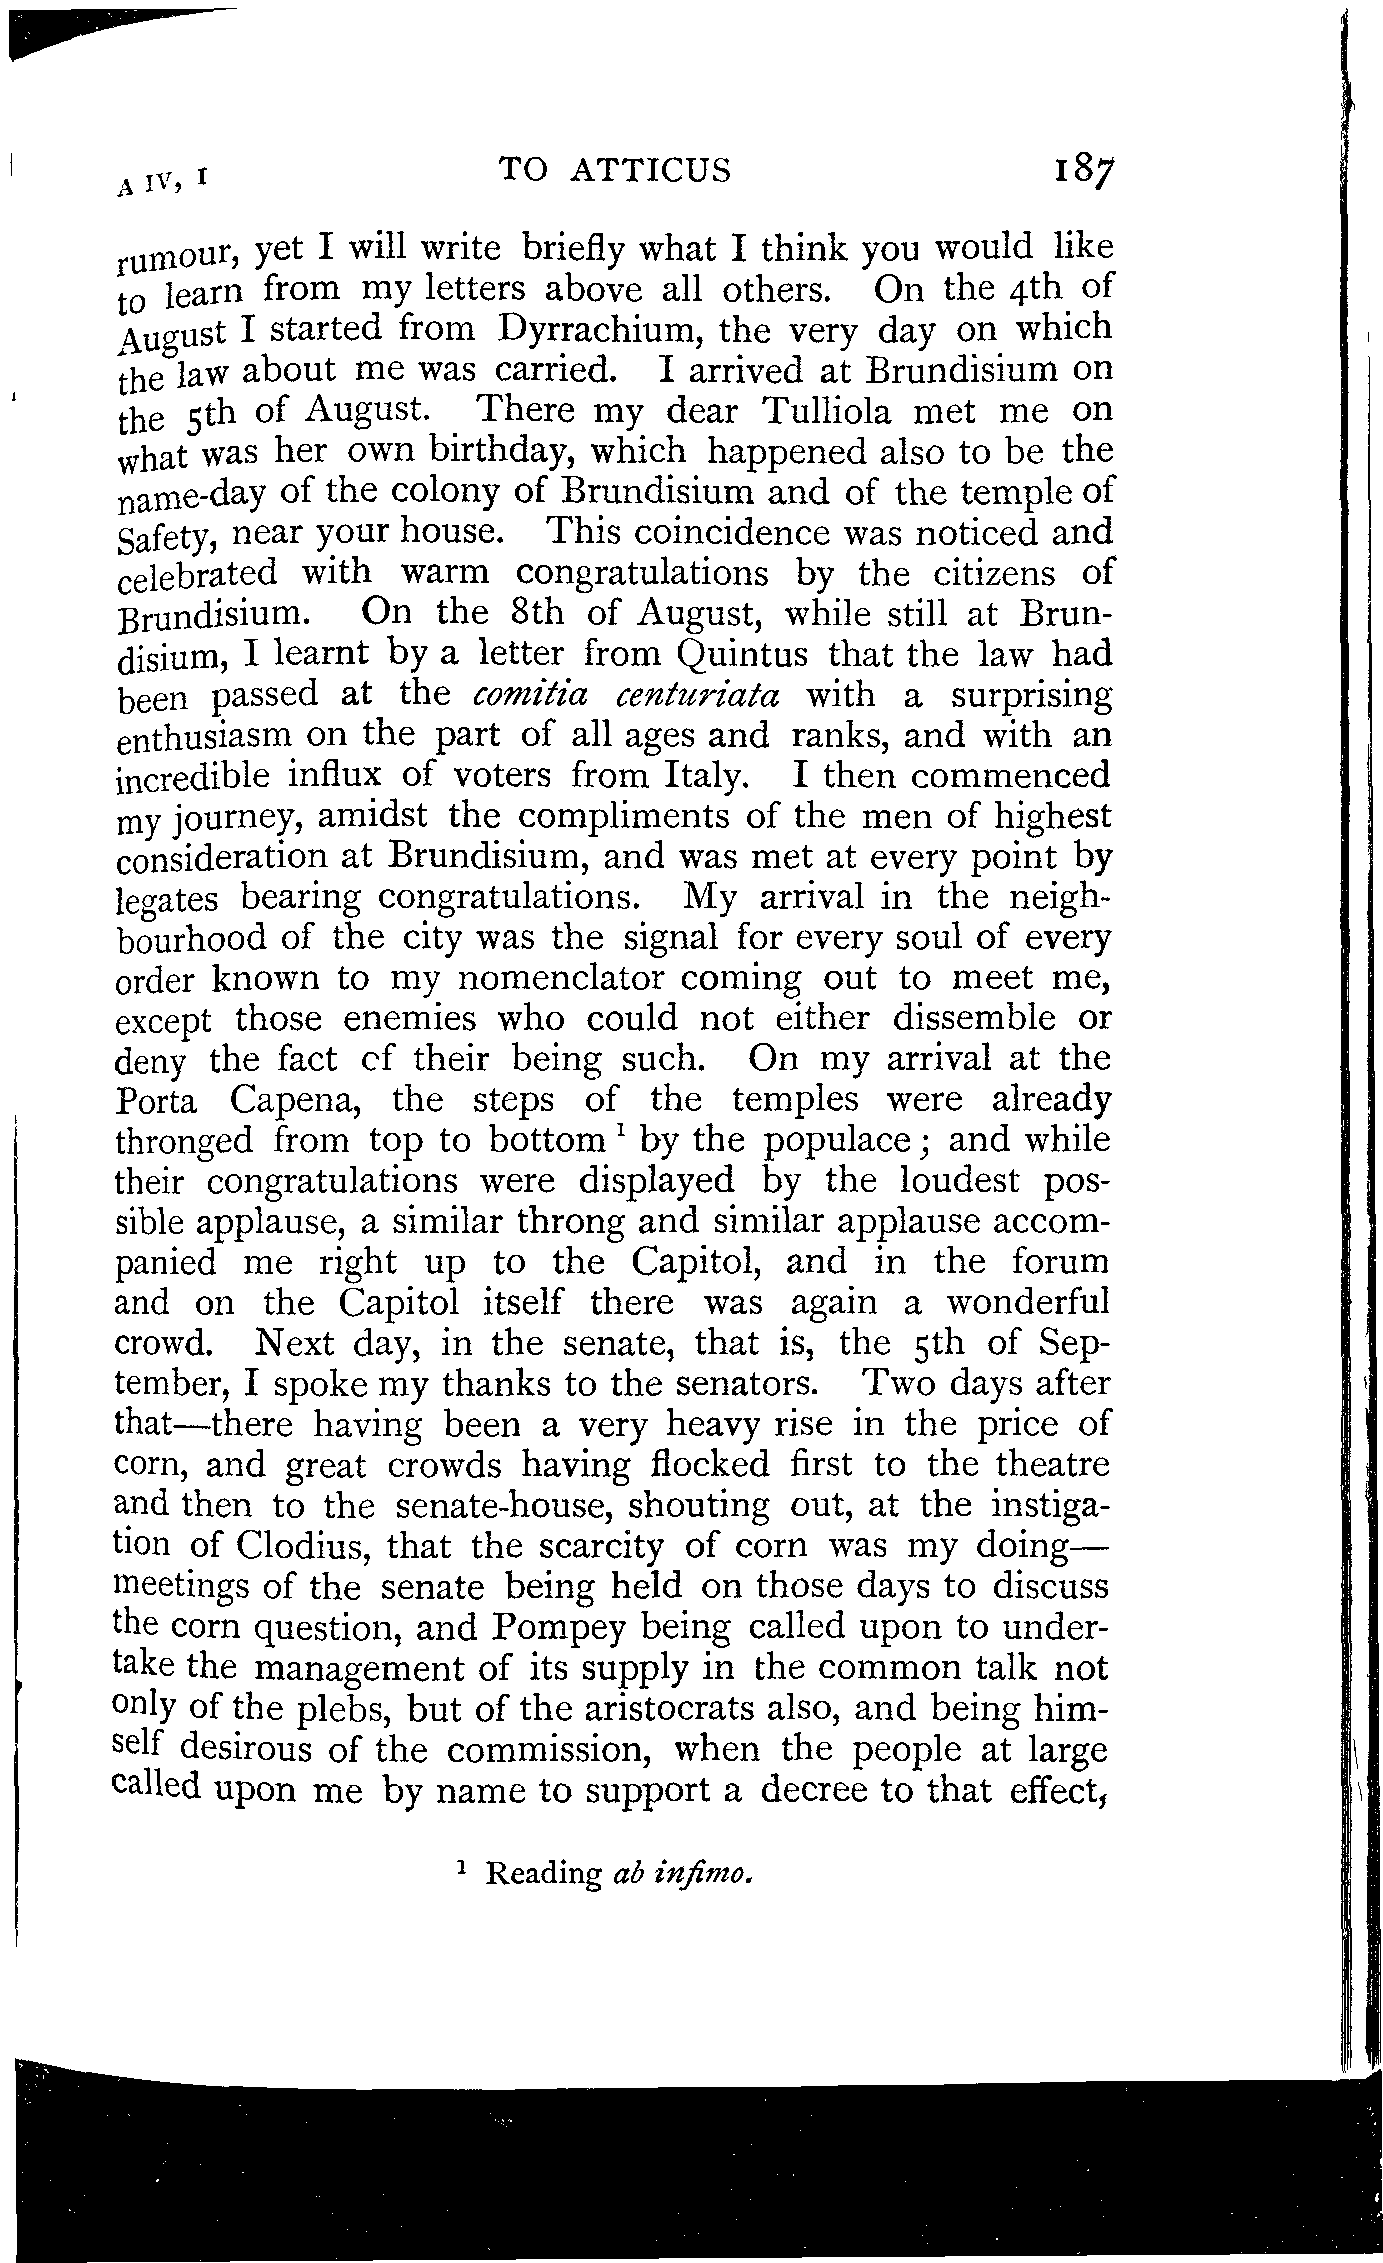 A IV, 1 TO ATTICUS 187
rumour, yet I will write briefly what I think you would like
to learn from my letters above all others. On the 4th of
August I started from Dyrrachium, the very day on which
the law about me was carried. I arrived at Brundisium on
the 5th of August. There my dear Tulliola met me on
what was her own birthday, which happened also to be the
name-day of the colony of Brundisium and of the temple of
Safety, near your house. This coincidence was noticed and
celebrated with warm congratulations by the citizens of
Brundisium. On the 8th of August, while still at Brun-
disium, I learnt by a letter from Quintus that the law had
been passed at the comitia centuriata with a surprising
enthusiasm on the part of all ages and ranks, and with an
incredible influx of voters from Italy. I then commenced
my journey, amidst the compliments of the men of highest
consideration at Brundisium, and was met at every point by
legates bearing congratulations. My arrival in the neigh-
bourhood of the city was the signal for every soul of every
order known to my nomenclator coming out to meet me,
except those enemies who could not either dissemble or
deny the fact cf their being such. On my arrival at the
Porta Capena, the steps of the temples were already
thronged from top to bottom ¹ by the populace; and while
their congratulations were displayed by the loudest pos-
sible applause, a similar throng and similar applause accom-
panied me right up to the Capitol, and in the forum
and on the Capitol itself there was again a wonderful
crowd. Next day, in the senate, that is, the 5th of Sep-
tember, I spoke my thanks to the senators. Two days after
that—there having been a very heavy rise in the price of
corn, and great crowds having flocked first to the theatre
and then to the senate-house, shouting out, at the instiga-
tion of Clodius, that the scarcity of corn was my doing—
meetings of the senate being held on those days to discuss
the corn question, and Pompey being called upon to under-
take the management of its supply in the common talk not
only of the plebs, but of the aristocrats also, and being him-
self desirous of the commission, when the people at large
called upon me by name to support a decree to that effect,
¹ Reading ab infimo.